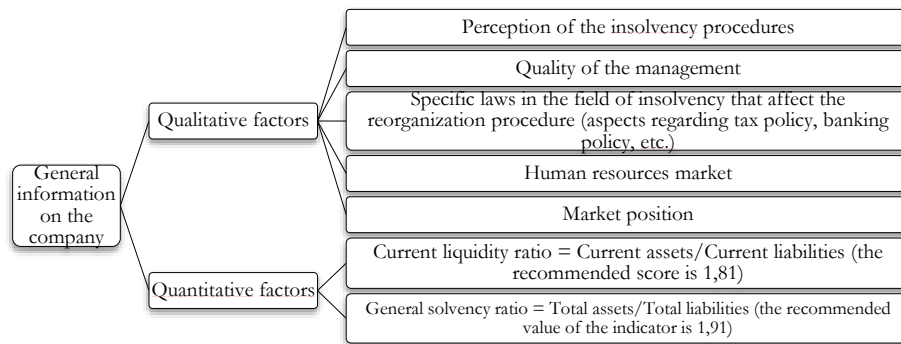 General
information
on the
company
Qualitative factors
Perception of the insolvency procedures
Quality of the management
Specific laws in the field of insolvency that affect the
reorganization procedure (aspects regarding tax policy, banking
policy, etc.)
Human resources market
Market position
Quantitative factors
Current liquidity ratio = Current assets/Current liabilities (the
recommended score is 1,81)
General solvency ratio = Total assets/Total liabilities (the recommended
value of the indicator is 1,91)